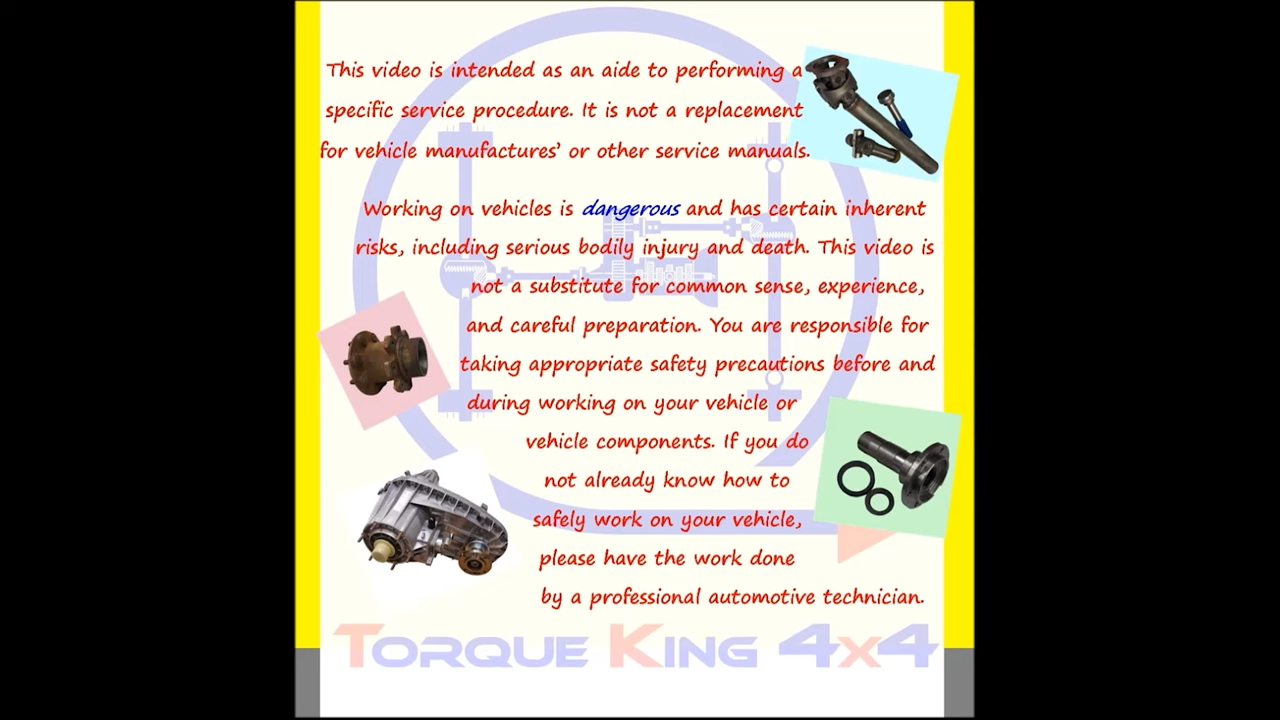 This video is intended as an aide to performing a
specific service procedure. It is not a replacement
for vehicle manufactures' or other service manuals.
Working on vehicles is dangerous and has certain inherent
risks, including serious bodily injury and death. This video is
not a substitute for common sense, experience,
and careful preparation. You are responsible for
taking appropriate safety precautions before and
during working on your vehicle or
vehicle components. If you do
not already know how to
safely work on your vehicle,
please have the work done
by a professional automotive technician.
TORQUE KING 4x4